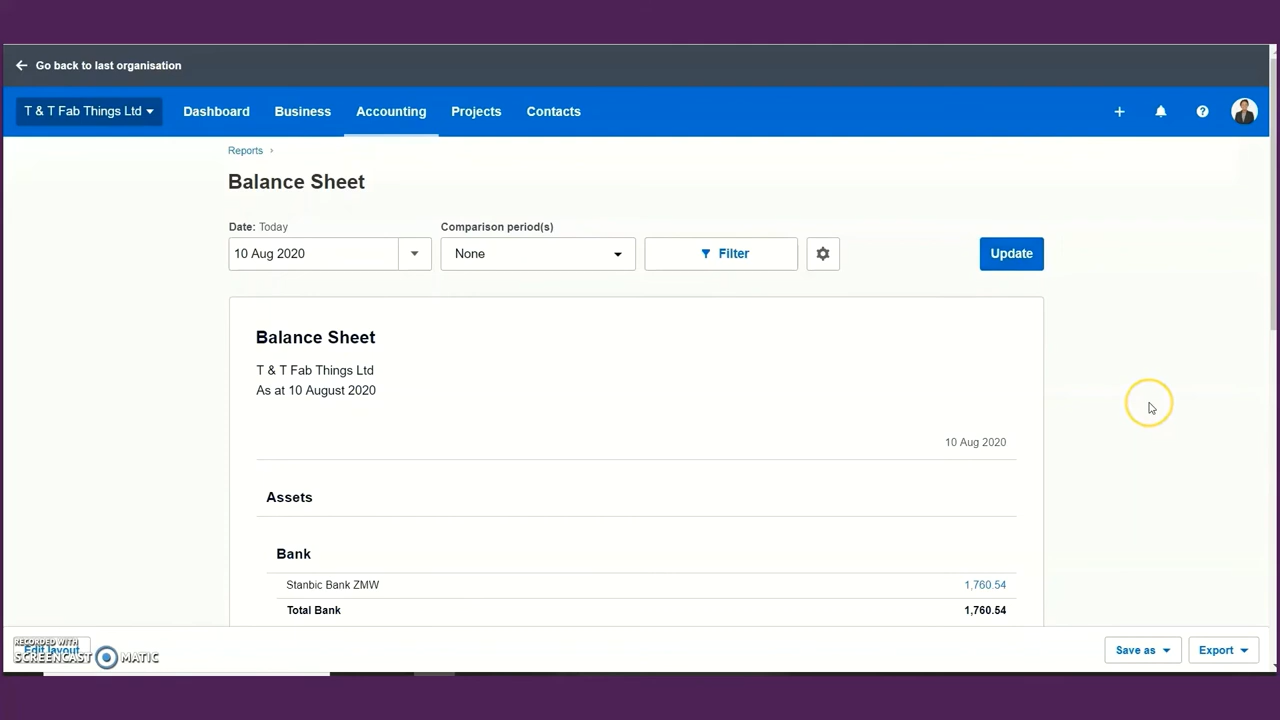 Go back to last organisation
T & T Fab Things Ltd Dashboard Business Accounting Projects Contacts
Reports
Balance Sheet
Date: Today Comparison period(s)
10 Aug 2020 None Filter Update
Balance Sheet
T & T Fab Things Ltd
As at 10 August 2020
10 Aug 2020
Assets
Bank
Stanbic Bank ZMW 1,760.54
Total Bank 1,760.54
RECORDED WITH
Edit layout Save as Export
SCREENCAST MATIC